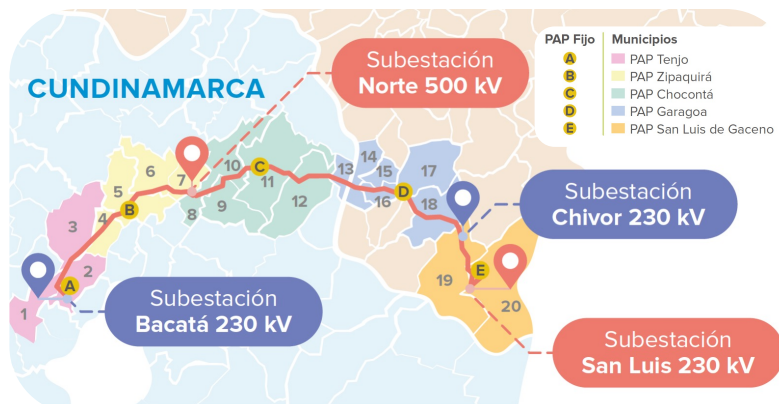 CUNDINAMARCA
Subestación
Norte 500 kV
PAP Fijo
Municipios
A
PAP Tenjo
B
PAP Zipaquirá
C
PAP Chocontá
D
PAP Garagoa
E
PAP San Luis de Gaceno
1
2
3
4
5
6
7
8
9
10
11
12
13
14
15
16
17
18
19
20
A
B
C
D
E
Subestación
Chivor 230 kV
Subestación
Bacatá 230 kV
Subestación
San Luis 230 kV